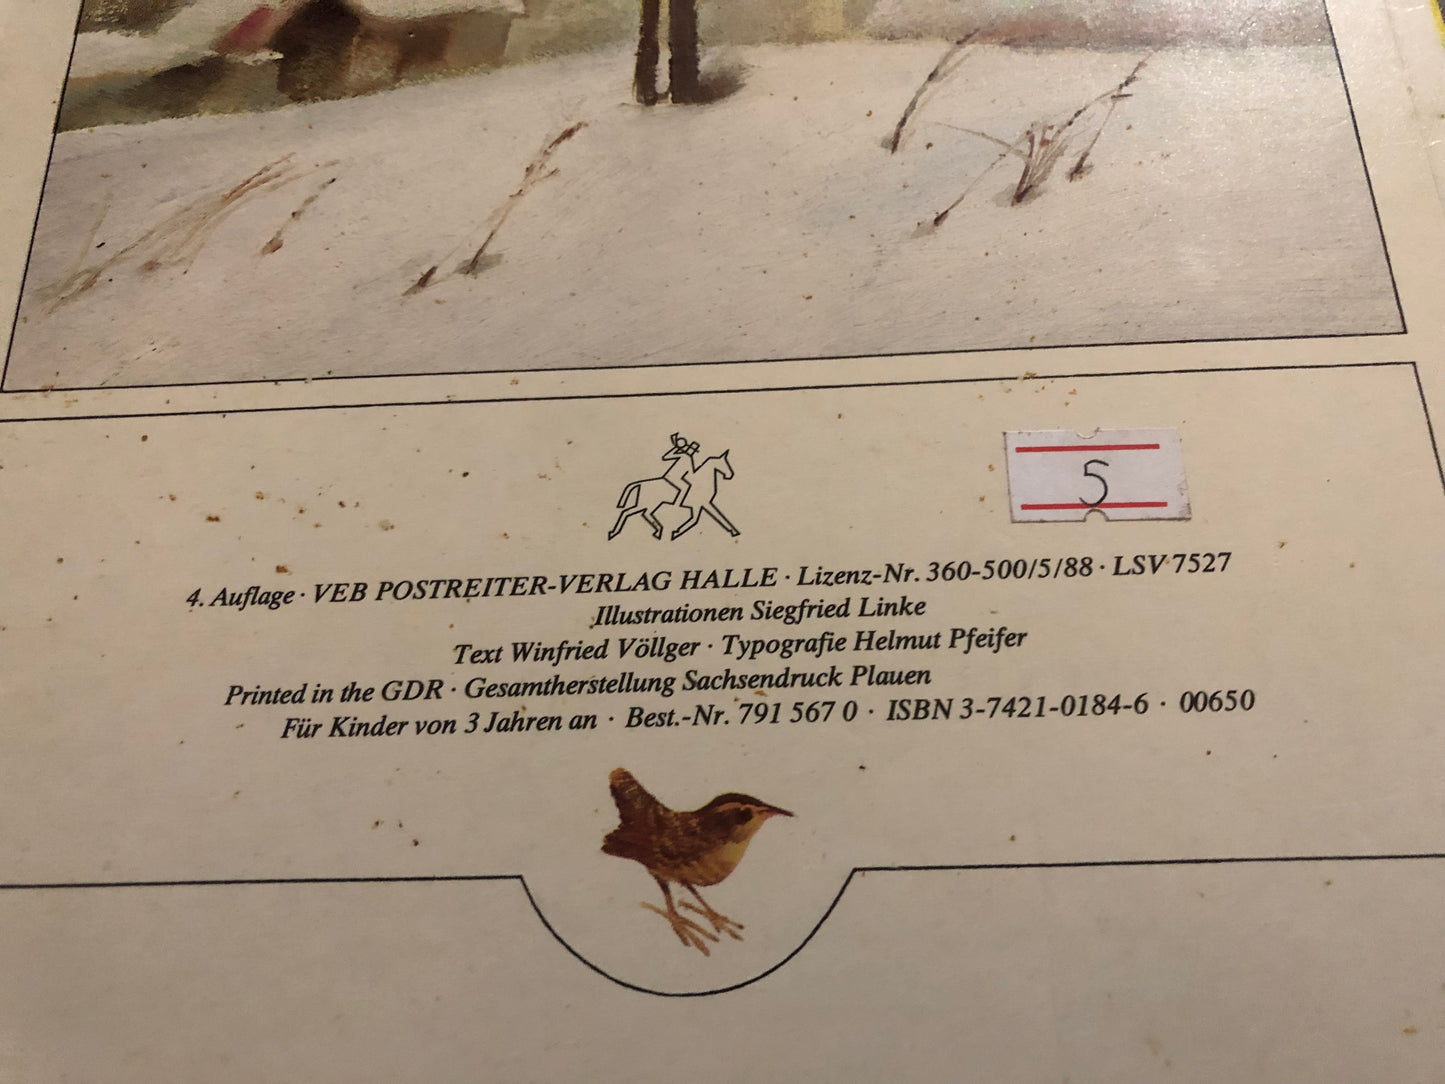 5
4. Auflage · VEB POSTREITER-VERLAG HALLE · Lizenz-Nr. 360-500/5/88 · LSV 7527
Illustrationen Siegfried Linke
Text Winfried Völlger · Typografie Helmut Pfeifer
Printed in the GDR · Gesamtherstellung Sachsendruck Plauen
Für Kinder von 3 Jahren an · Best.-Nr. 791 567 0 · ISBN 3-7421-0184-6 · 00650